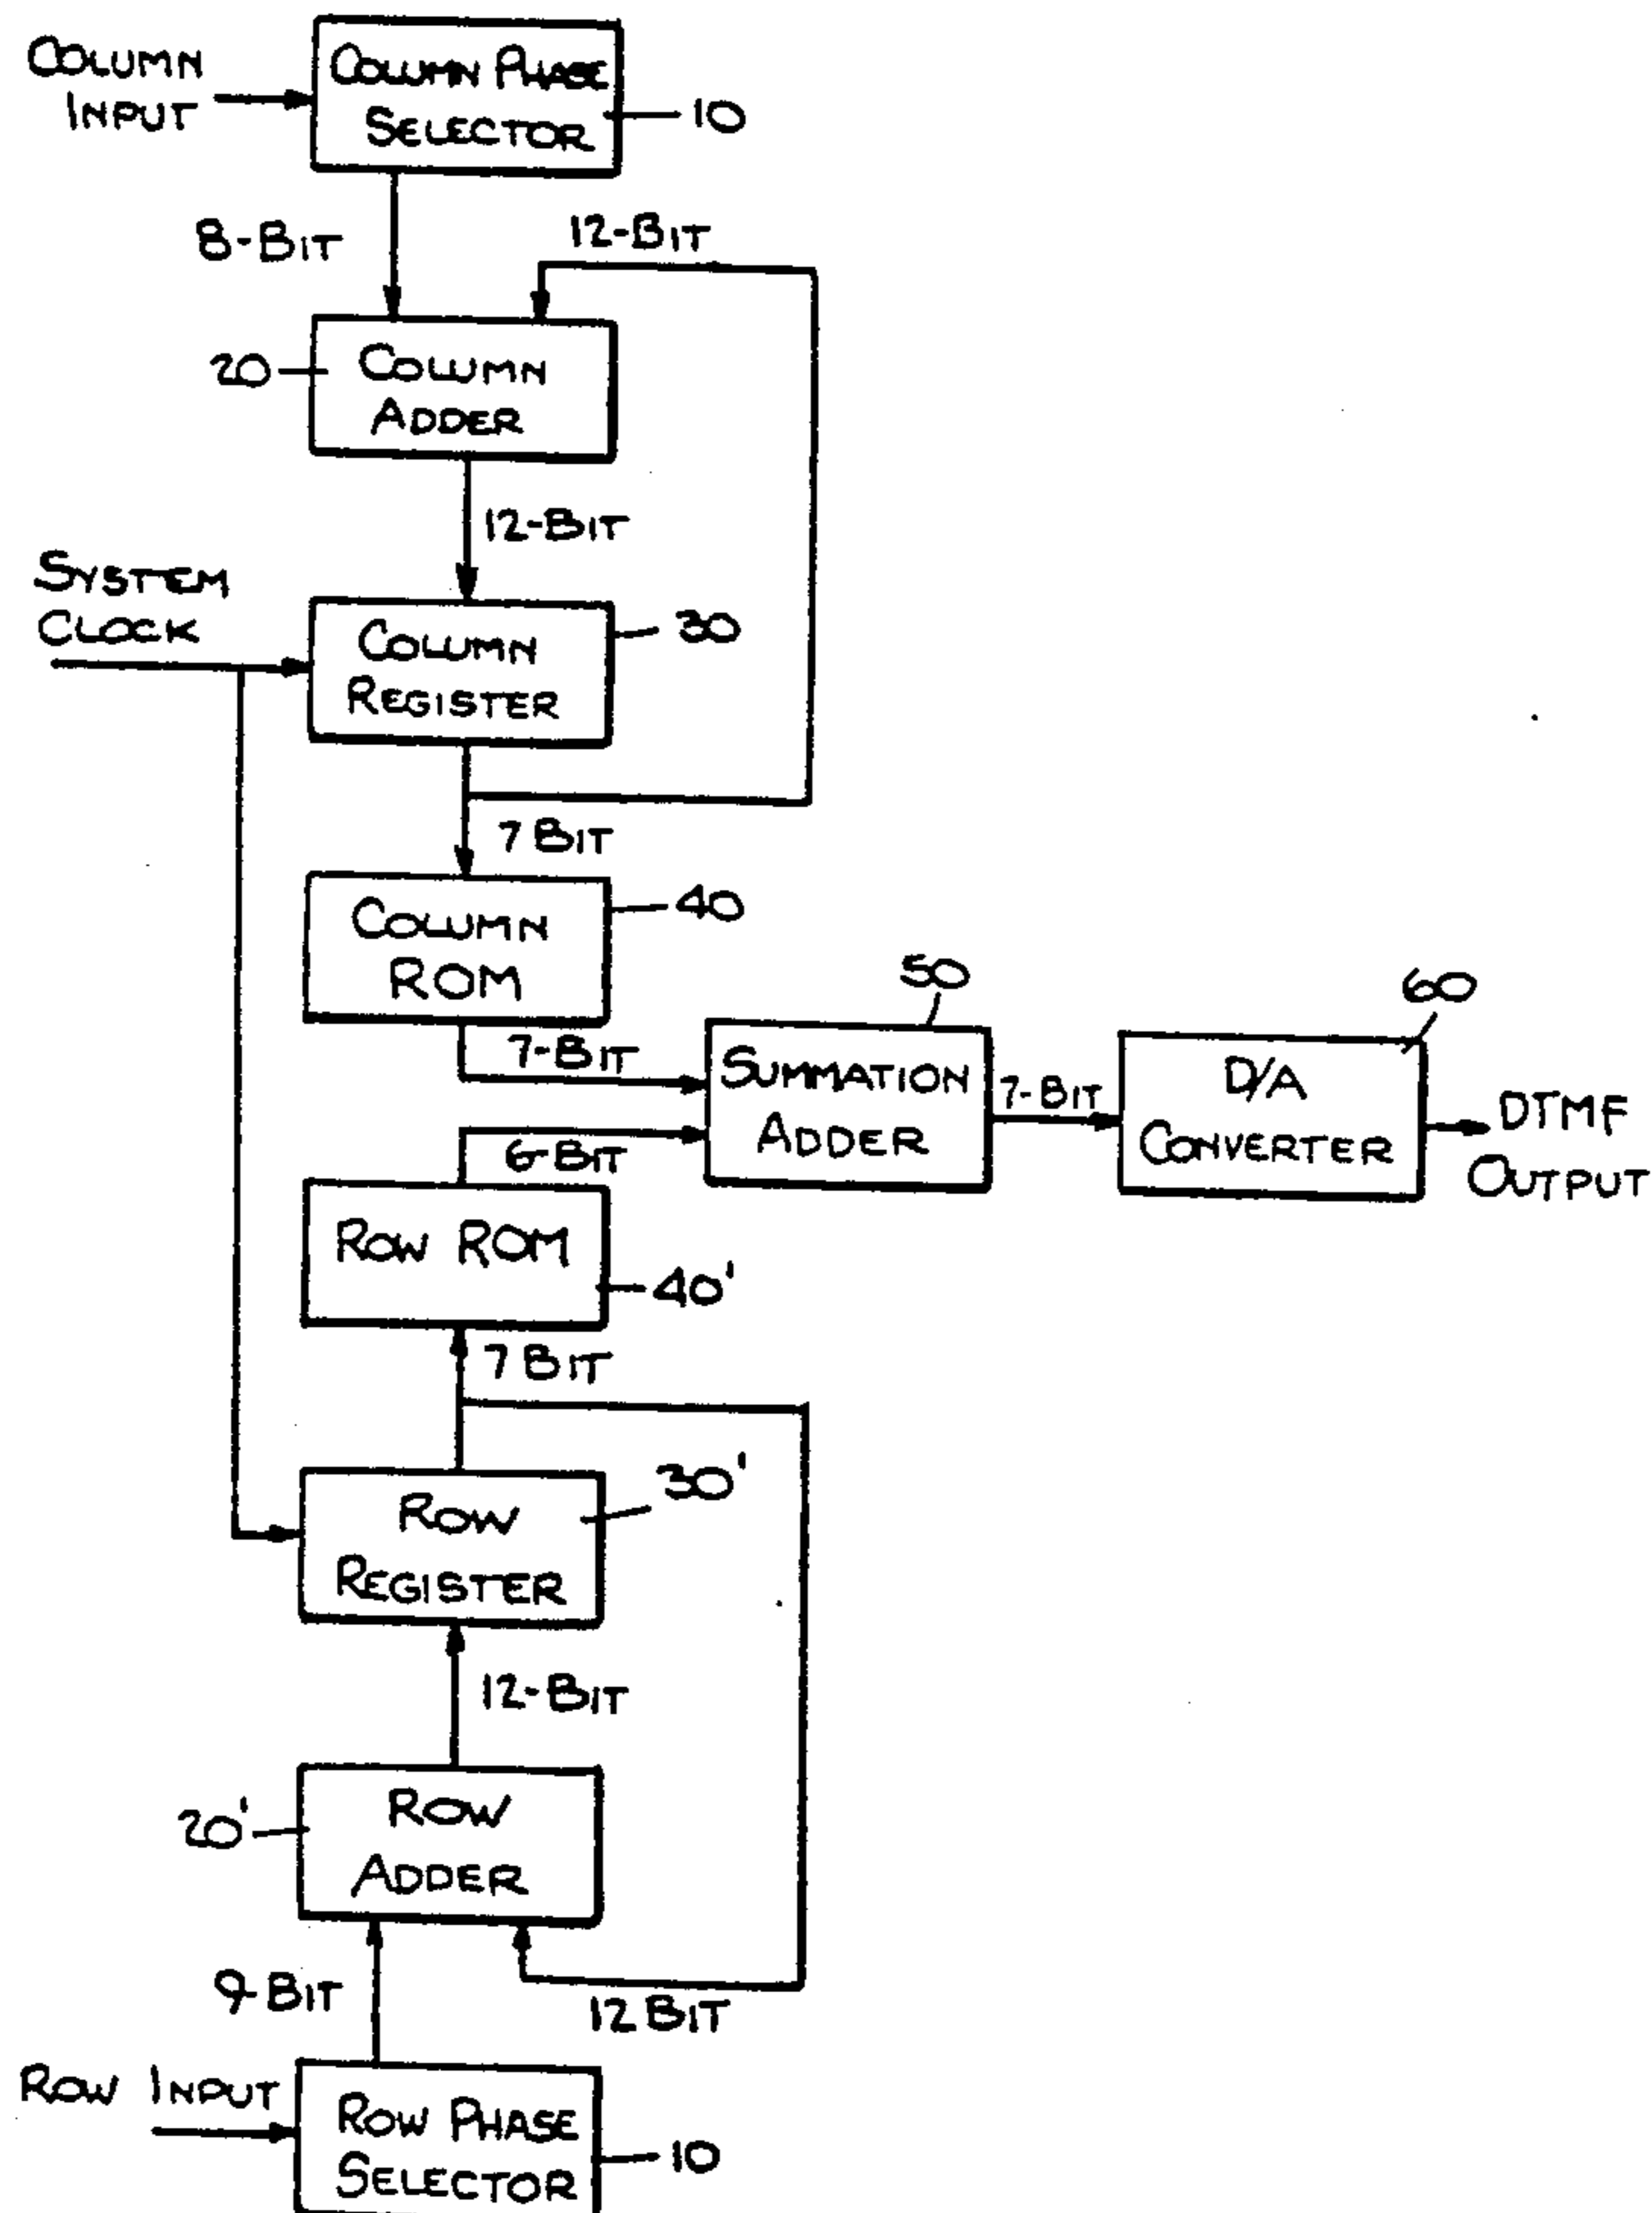 COLUMN
INPUT
COLUMN PHASE
SELECTOR
10
8-BIT
12-BIT
20
COLUMN
ADDER
12-BIT
SYSTEM
CLOCK
COLUMN
REGISTER
30
7 BIT
COLUMN
ROM
40
7-BIT
50
SUMMATION
ADDER
7-BIT
60
D/A
CONVERTER
DTMF
OUTPUT
6-BIT
ROW ROM
40'
7 BIT
ROW
REGISTER
30'
12-BIT
20'
ROW
ADDER
9-BIT
12 BIT
ROW INPUT
ROW PHASE
SELECTOR
10